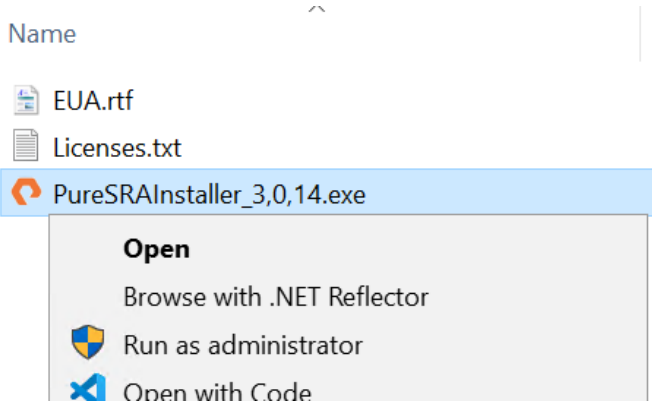 Name
EUA.rtf
Licenses.txt
PureSRAInstaller_3,0,14.exe
Open
Browse with .NET Reflector
Run as administrator
Open with Code